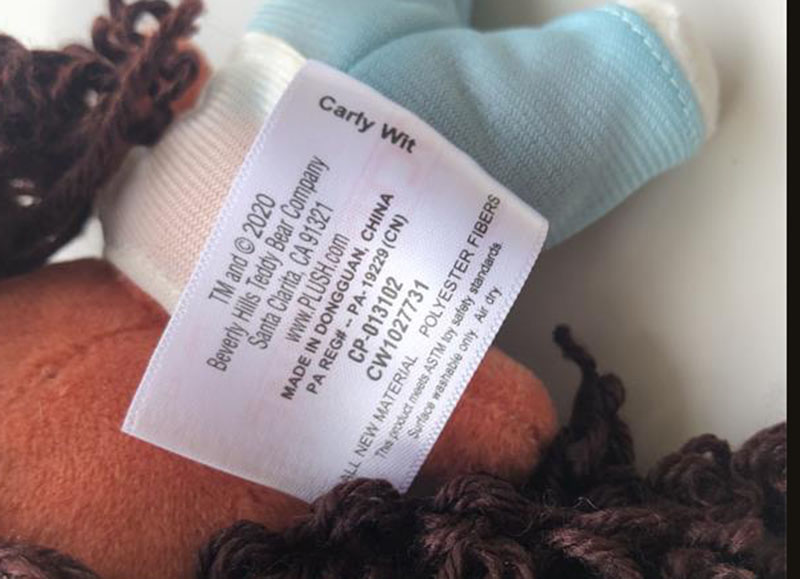 Carly Wit
TM and © 2020
Beverly Hills Teddy Bear Company
Santa Clarita, CA 91321
www.PLUSH.com
MADE IN DONGGUAN, CHINA
PA REG# -- PA-19229 (CN)
CP-013102
CW1027731
ALL NEW MATERIAL POLYESTER FIBERS
This product meets ASTM toy safety standards
Surface washable only Air dry